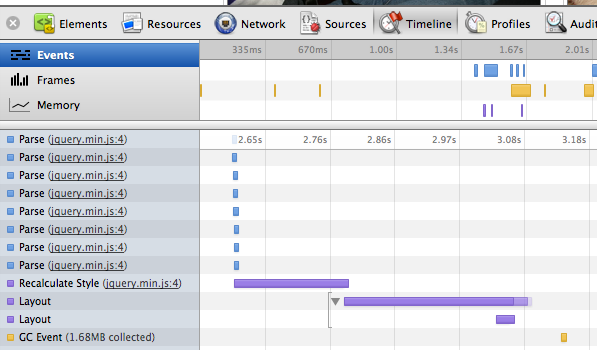 Elements Resources Network Sources Timeline Profiles Audit
335ms 670ms 1.00s 1.34s 1.67s 2.01s
Events
Frames
Memory
Parse (jquery.min.js:4) 2.65s 2.76s 2.86s 2.97s 3.08s 3.18s
Parse (jquery.min.js:4)
Parse (jquery.min.js:4)
Parse (jquery.min.js:4)
Parse (jquery.min.js:4)
Parse (jquery.min.js:4)
Parse (jquery.min.js:4)
Parse (jquery.min.js:4)
Recalculate Style (jquery.min.js:4)
Layout
Layout
GC Event (1.68MB collected)